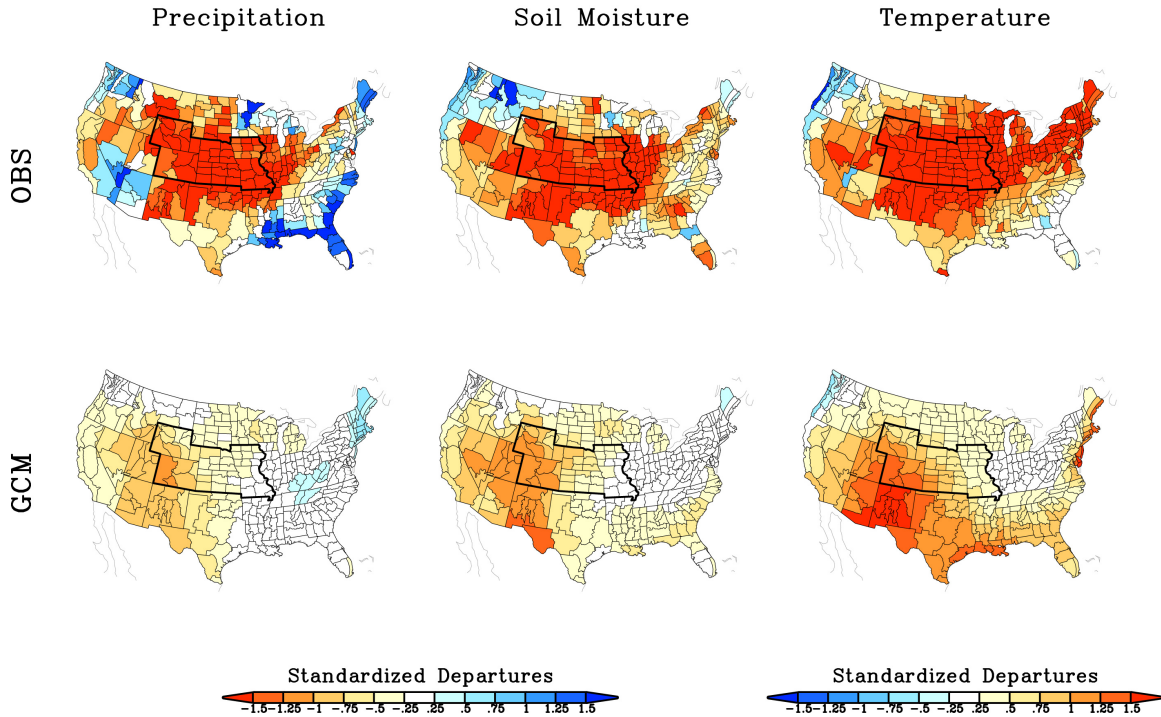 Precipitation Soil Moisture Temperature
OBS
GCM
Standardized Departures Standardized Departures
-1.5 -1.25 -1 -.75 -.5 -.25 .25 .5 .75 1 1.25 1.5 -1.5 -1.25 -1 -.75 -.5 -.25 .25 .5 .75 1 1.25 1.5